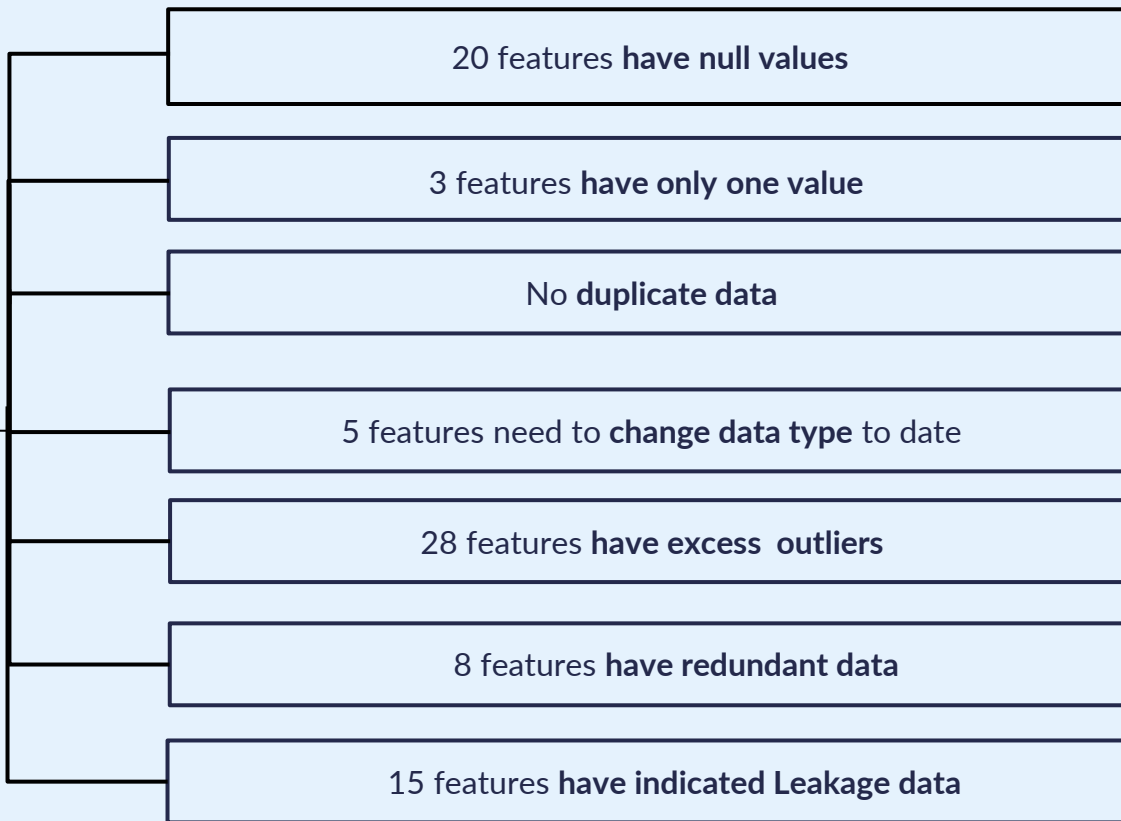 20 features have null values
3 features have only one value
No duplicate data
5 features need to change data type to date
28 features have excess  outliers
8 features have redundant data
15 features have indicated Leakage data